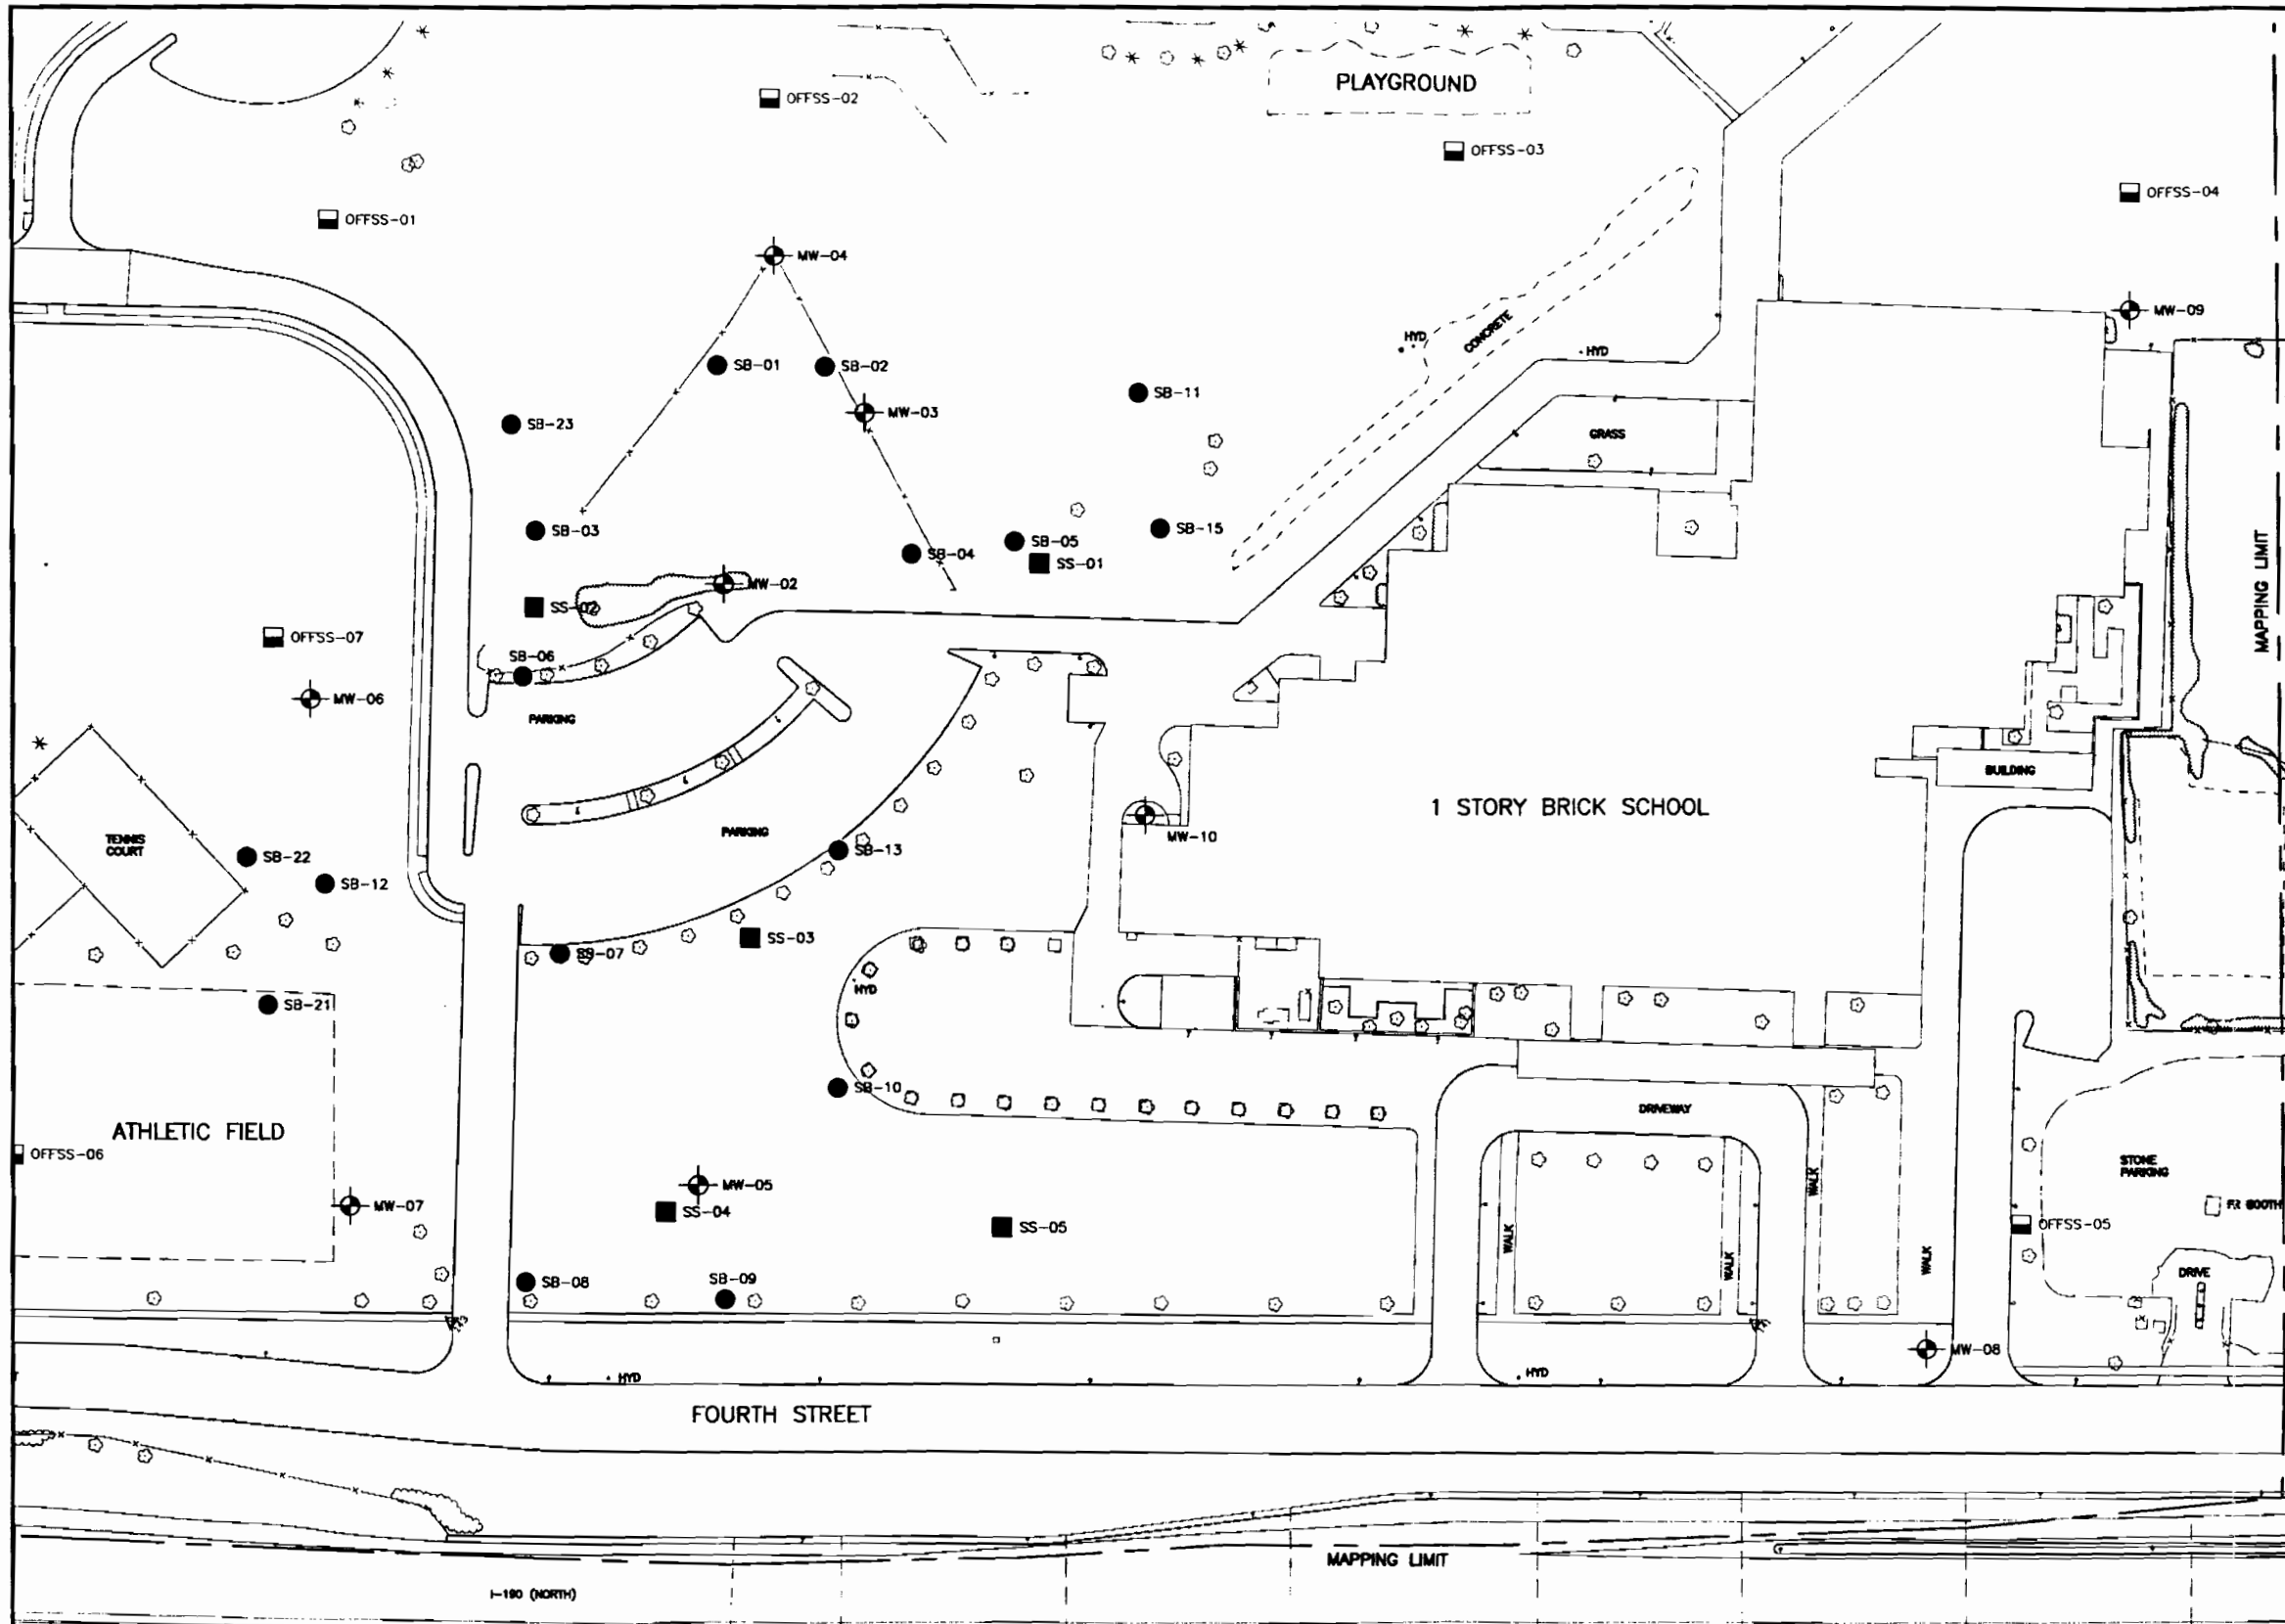 PLAYGROUND
OFFSS-02
OFFSS-03
OFFSS-04
OFFSS-01
MW-04
MW-09
HYD
CONCRETE
HYD
SB-01
SB-02
SB-11
MW-03
SB-23
GRASS
SB-03
SB-15
SB-05
SB-04
SS-01
MW-02
SS-02
MAPPING LIMIT
OFFSS-07
SB-06
MW-06
PARKING
BUILDING
1 STORY BRICK SCHOOL
PARKING
MW-10
TENNIS
COURT
SB-22
SB-13
SB-12
SS-03
SB-07
HYD
SB-21
SB-10
DRIVEWAY
ATHLETIC FIELD
OFFSS-06
STONE
PARKING
WALK
MW-05
MW-07
SS-04
SS-05
FR BOOTH
OFFSS-05
WALK
WALK
WALK
DRIVE
SB-08
SB-09
MW-08
HYD
HYD
FOURTH STREET
MAPPING LIMIT
I-190 (NORTH)